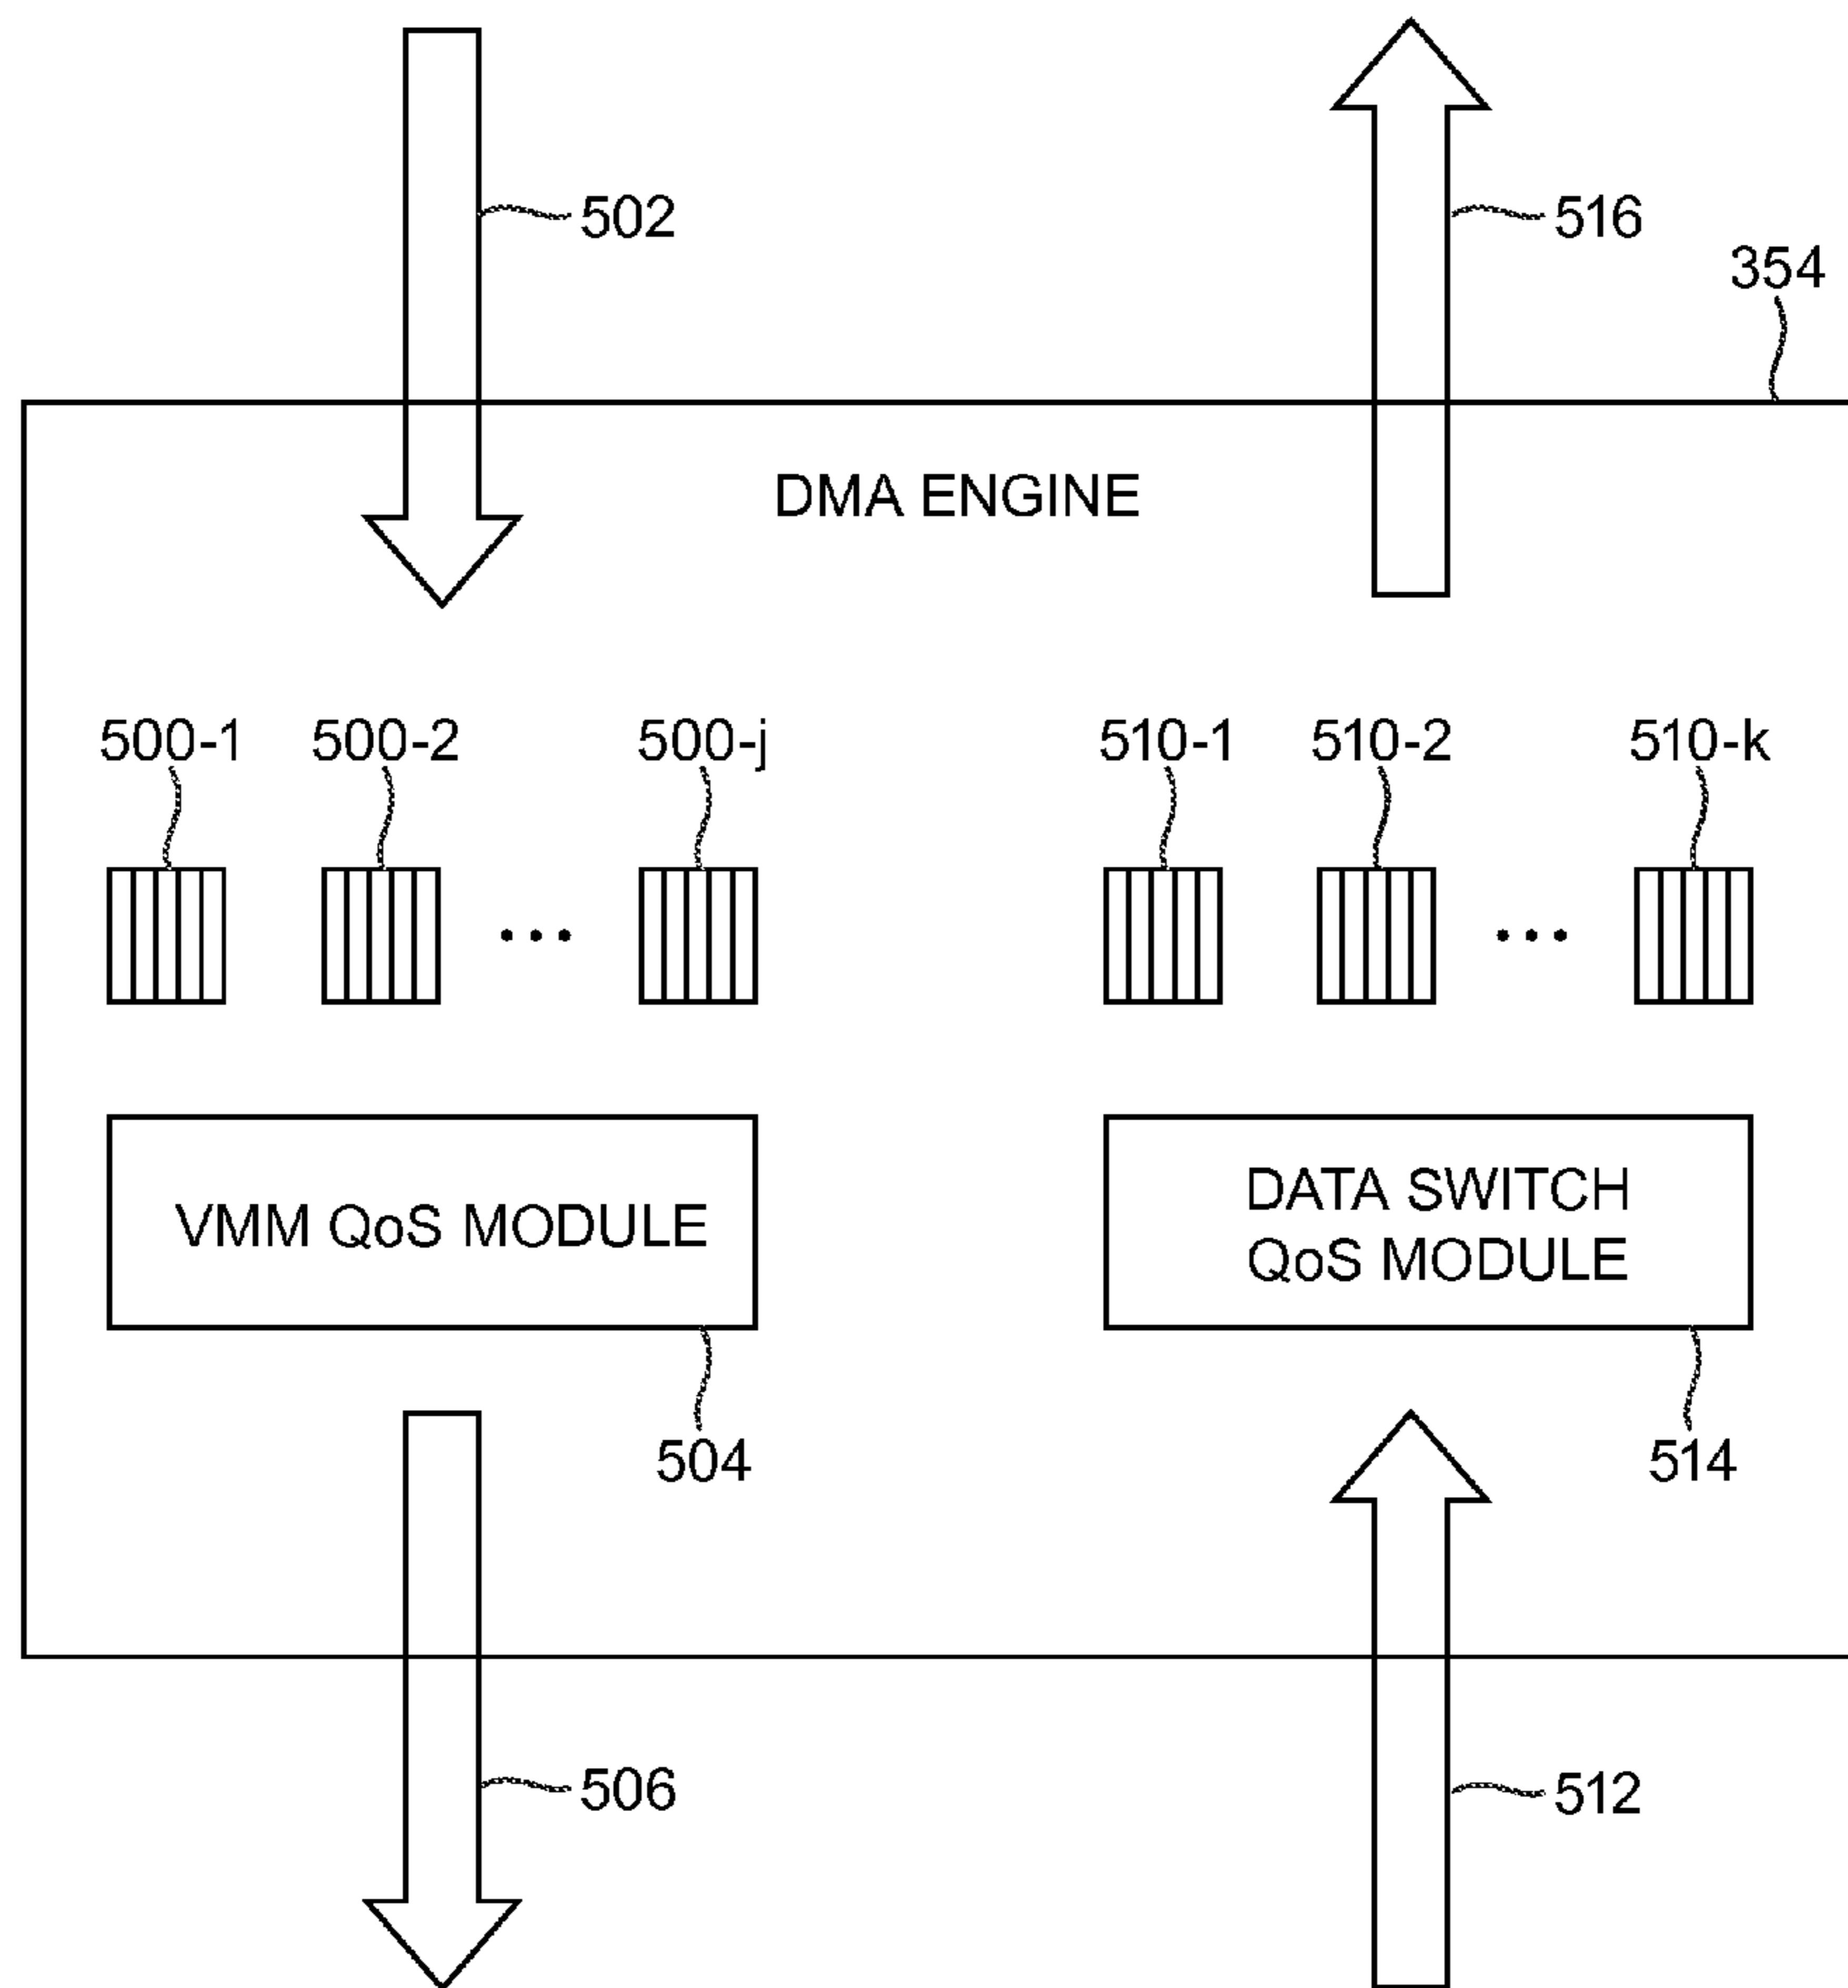 502
516
354
DMA ENGINE
500-1
500-2
500-j
510-1
510-2
510-k
VMM QoS MODULE
DATA SWITCH
QoS MODULE
504
514
506
512